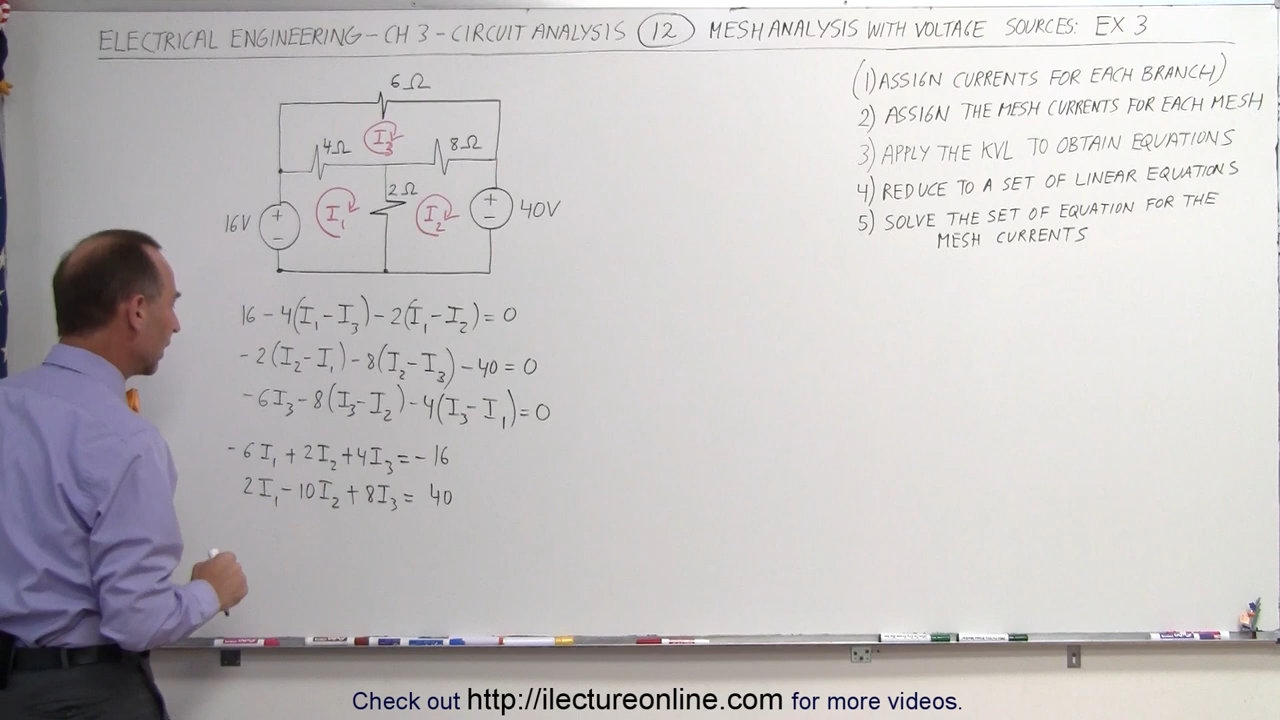 ELECTRICAL ENGINEERING - CH 3 - CIRCUIT ANALYSIS (12) MESH ANALYSIS WITH VOLTAGE SOURCES: EX 3
6Ω
4Ω I₃ 8Ω
2Ω
16V + − I₁ I₂ + − 40V
16 - 4(I₁ - I₃) - 2(I₁ - I₂) = 0
-2(I₂ - I₁) - 8(I₂ - I₃) - 40 = 0
-6I₃ - 8(I₃ - I₂) - 4(I₃ - I₁) = 0
-6I₁ + 2I₂ + 4I₃ = -16
2I₁ - 10I₂ + 8I₃ = 40
(1) ASSIGN CURRENTS FOR EACH BRANCH)
2) ASSIGN THE MESH CURRENTS FOR EACH MESH
3) APPLY THE KVL TO OBTAIN EQUATIONS
4) REDUCE TO A SET OF LINEAR EQUATIONS
5) SOLVE THE SET OF EQUATION FOR THE
MESH CURRENTS
Check out http://ilectureonline.com for more videos.